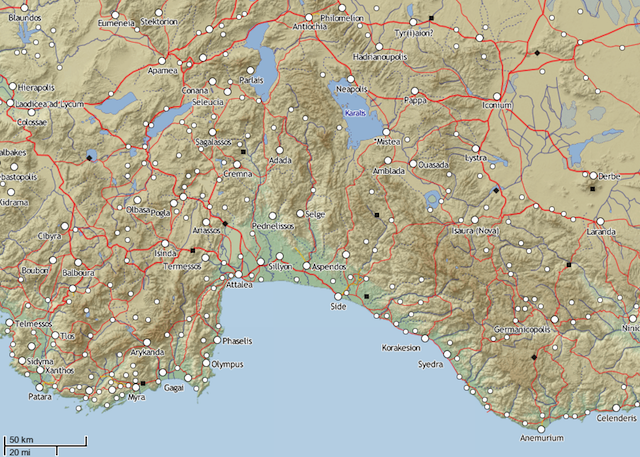 Blaundos
Eumeneia
Stektorion
Philomelion
Antiochia
Tyr(i)aion?
Hadrianoupolis
Apamea
Hierapolis
Conana
Parlais
Neapolis
Seleucia
Pappa
Iconium
Laodicea ad Lycum
Colossae
Karalis
Sagalassos
*Mistea
albakes
Adada
Lystra
ebastopolis
Cremna
Amblada
Ouasada
Derbe
Kidrama
Olbasa
Pogla
Pednelissos
Selge
Cibyra
Ariassos
Isaura (Nova)
Laranda
Isinda
Boubon
Balboura
Termessos
Sillyon
Aspendos
Attalea
Side
Telmessos
Tlos
Phaselis
Germanicopolis
Ninic
Arykanda
Korakesion
Sidyma
Xanthos
Olympus
Syedra
Patara
Myra
Gagai
Celenderis
Anemurium
50 km
20 mi